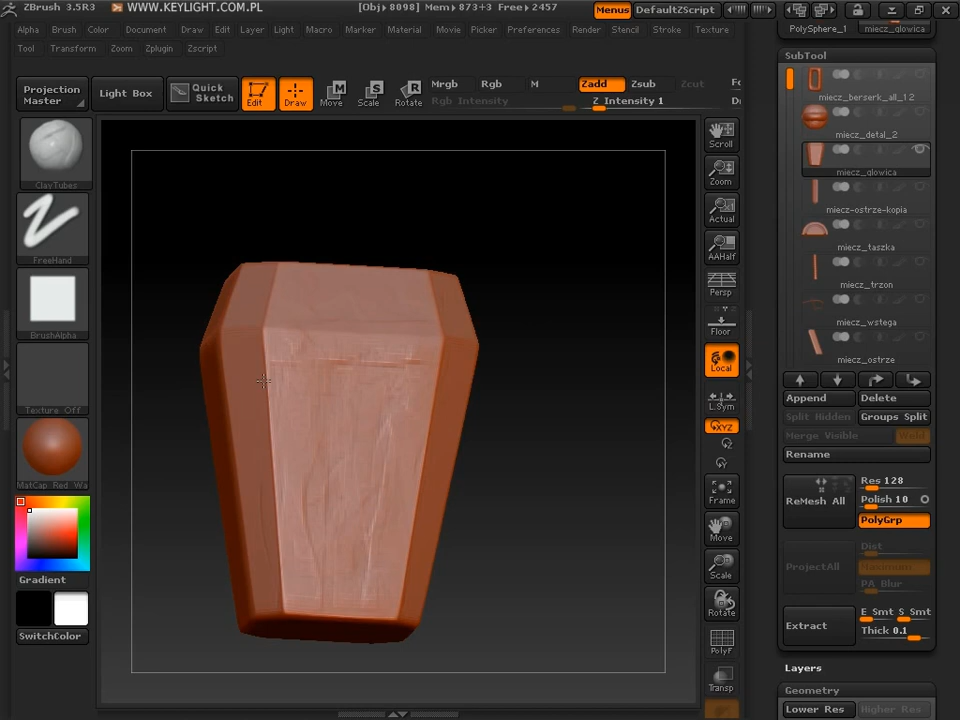 ZBrush 3.5R3 WWW.KEYLIGHT.COM.PL [Obj▸8098] Mem▸873+3 Free▸2457 Menus DefaultZScript
Alpha Brush Color Document Draw Edit Layer Light Macro Marker Material Movie Picker Preferences Render Stencil Stroke Texture
Tool Transform Zoom Zplugin Zscript
Projection Master
Light Box
Quick Sketch
Edit
Draw
Move
Scale
Rotate
Mrgb Rgb M Zadd Zsub Zcut
Rgb Intensity Z Intensity 1
ClayTubes
FreeHand
BrushAlpha
Texture Off
MatCap Red Wa
Gradient
SwitchColor
Scroll
Zoom
Actual
AAHalf
Persp
Floor
Local
L.Sym
XYZ
Frame
Move
Scale
Rotate
PolyF
Transp
PolySphere_1 miecz_glowica
SubTool
miecz_berserk_all_12
miecz_detal_2
miecz_glowica
miecz-ostrze-kopia
miecz_taszka
miecz_trzon
miecz_wstega
miecz_ostrze
Append Delete
Split Hidden Groups Split
Merge Visible Weld
Rename
ReMesh All
Res 128
Polish 10
PolyGrp
ProjectAll
Dist
Maximum
PA Blur
Extract
E Smt S Smt
Thick 0.1
Layers
Geometry
Lower Res Higher Res